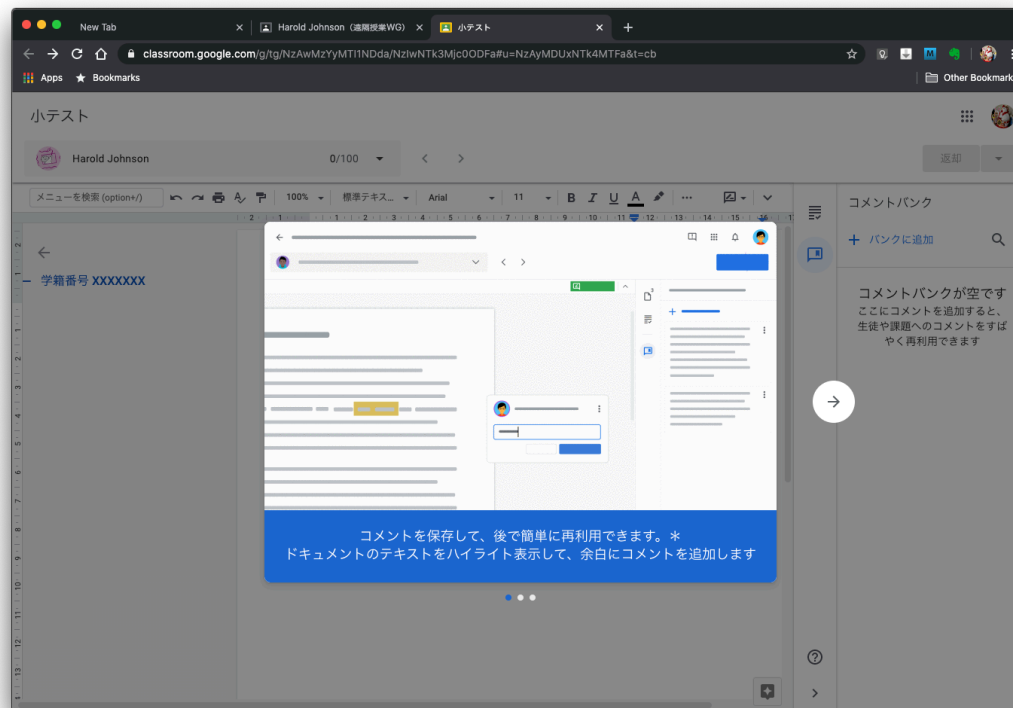 New Tab
Harold Johnson (遠隔授業WG)
小テスト
classroom.google.com/g/tg/NzAwMzYyMTI1NDda/NzIwNTk3Mjc0ODFa#u=NzAyMDUxNTk4MTFa&t=cb
Apps
Bookmarks
Other Bookmark
小テスト
Harold Johnson
0/100
返却
メニューを検索 (option+/)
100%
標準テキス...
Arial
11
B I U A
コメントバンク
バンクに追加
学籍番号 XXXXXXX
コメントバンクが空です
ここにコメントを追加すると、
生徒や課題へのコメントをすば
やく再利用できます
コメントを保存して、後で簡単に再利用できます。*
ドキュメントのテキストをハイライト表示して、余白にコメントを追加します